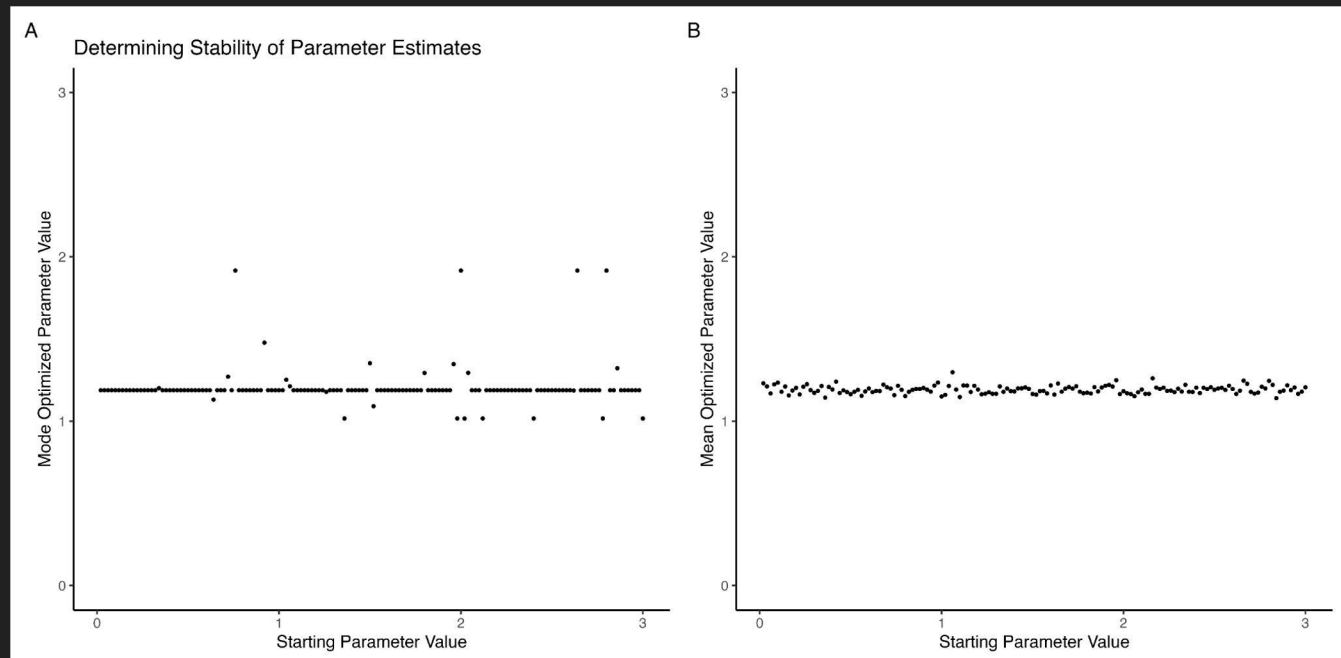 A
Determining Stability of Parameter Estimates
Mode Optimized Parameter Value
3
2
1
0
0 1 2 3
Starting Parameter Value
B
Mean Optimized Parameter Value
3
2
1
0
0 1 2 3
Starting Parameter Value